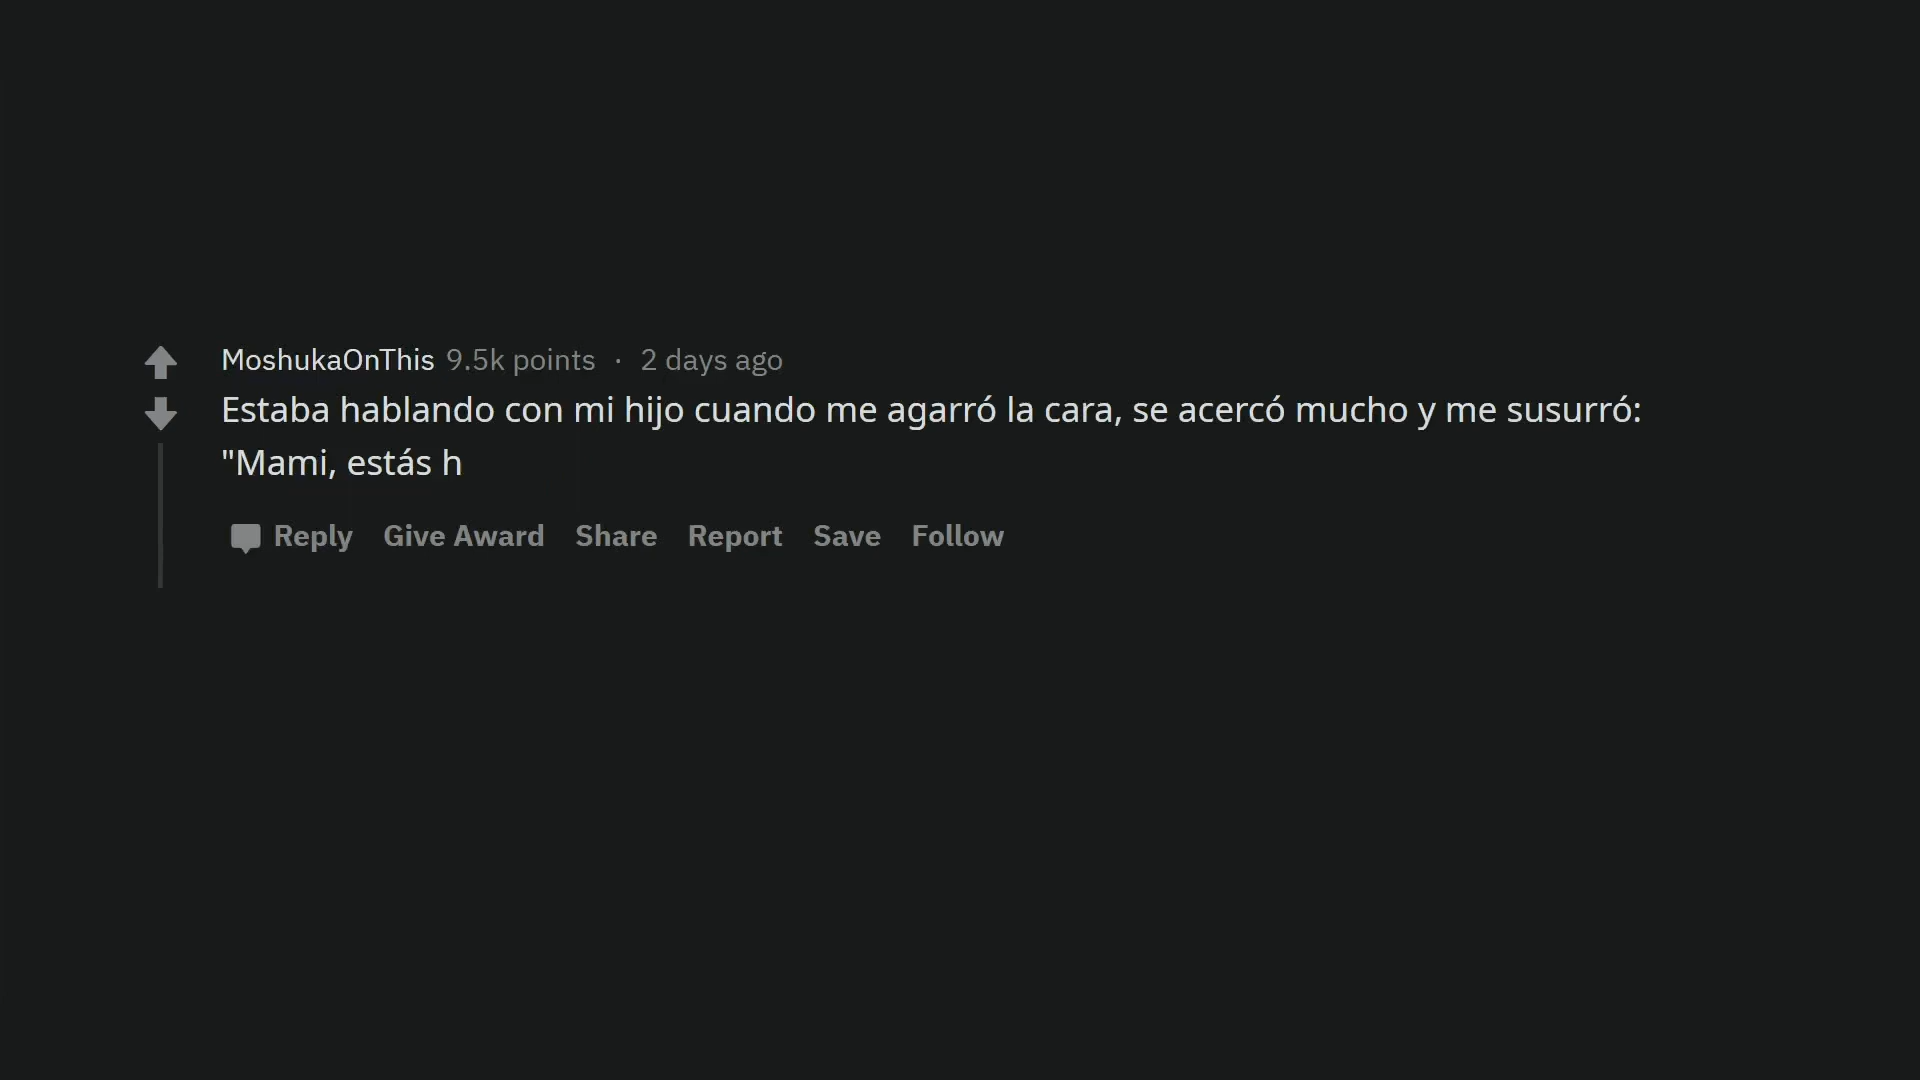 MoshukaOnThis 9.5k points · 2 days ago
Estaba hablando con mi hijo cuando me agarró la cara, se acercó mucho y me susurró:
"Mami, estás h
Reply Give Award Share Report Save Follow